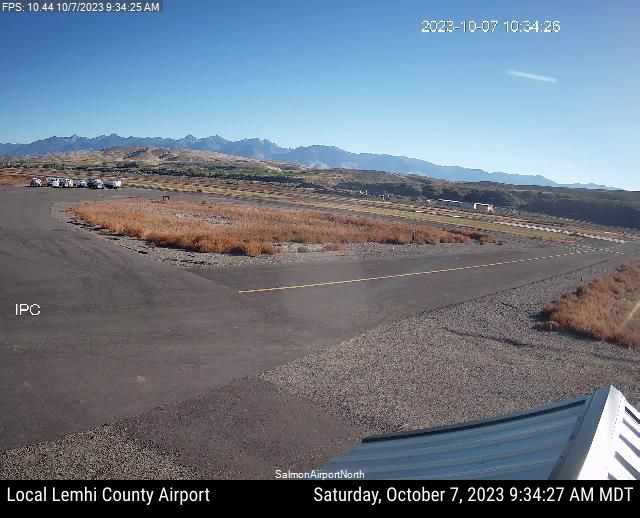 FPS: 10.44 10/7/2023 9:34:25 AM
2023-10-07 10:34:26
IPC
SalmonAirportNorth
Local Lemhi County Airport
Saturday, October 7, 2023 9:34:27 AM MDT